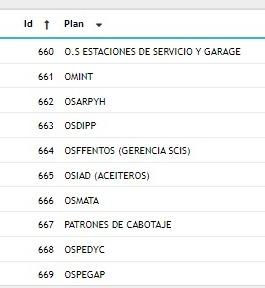 Id ↑ Plan
660 O.S ESTACIONES DE SERVICIO Y GARAGE
661 OMINT
662 OSARPYH
663 OSDIPP
664 OSFFENTOS (GERENCIA SCIS)
665 OSIAD (ACEITEROS)
666 OSMATA
667 PATRONES DE CABOTAJE
668 OSPEDYC
669 OSPEGAP